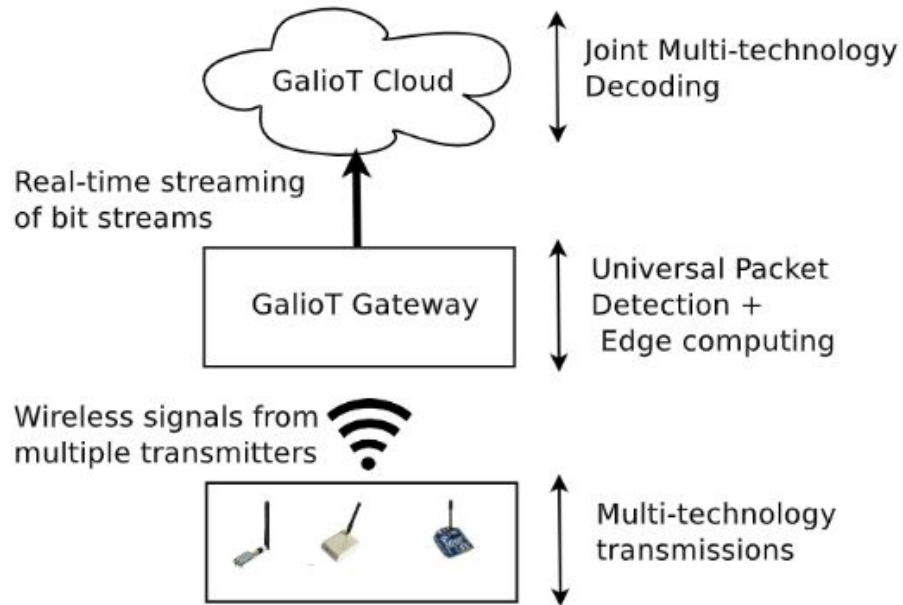 GalioT Cloud
Joint Multi-technology
Decoding
Real-time streaming
of bit streams
GalioT Gateway
Universal Packet
Detection +
Edge computing
Wireless signals from
multiple transmitters
Multi-technology
transmissions